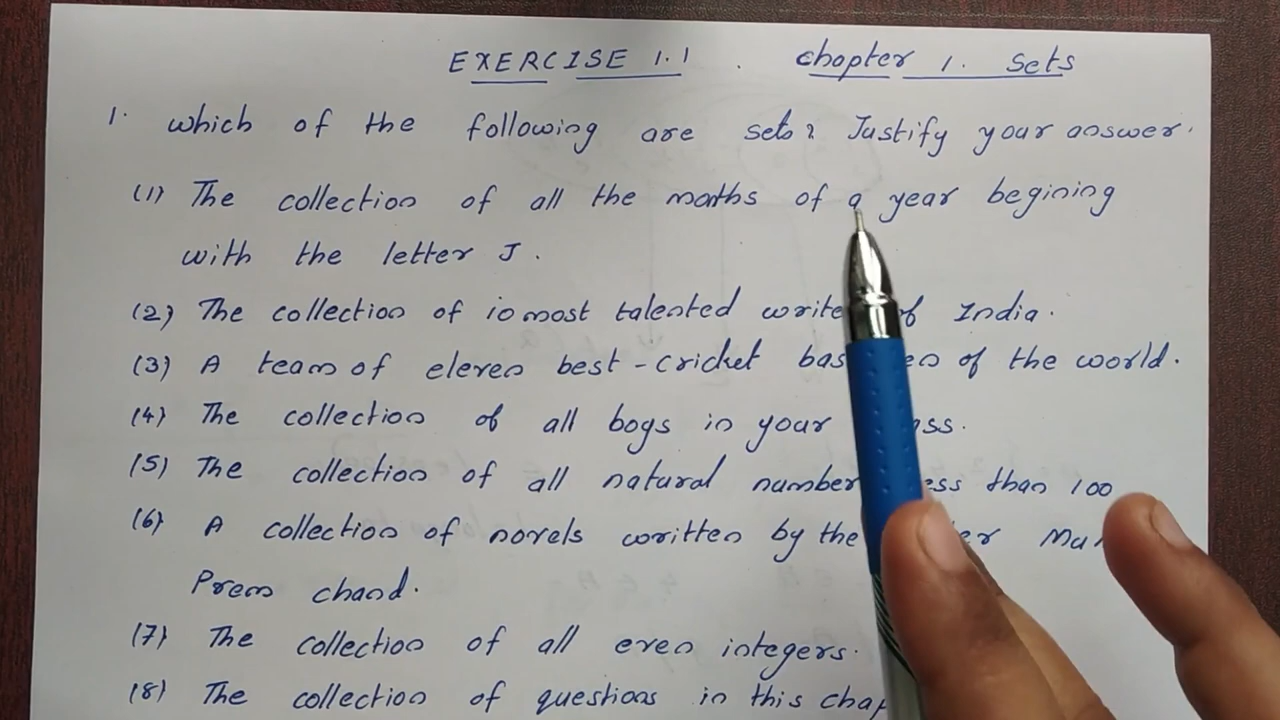 EXERCISE 1.1 . chapter 1. Sets
1. which of the following are sets? Justify your answer.
(1) The collection of all the moths of a year begining
with the letter J.
(2) The collection of 10 most talented write of India.
(3) A team of eleven best-cricket bas of the world.
(4) The collection of all boys in your ss.
(5) The collection of all natural number ess than 100
(6) A collection of novels written by the er
Prem chand.
(7) The collection of all even integers.
(8) The collection of questions in this chap